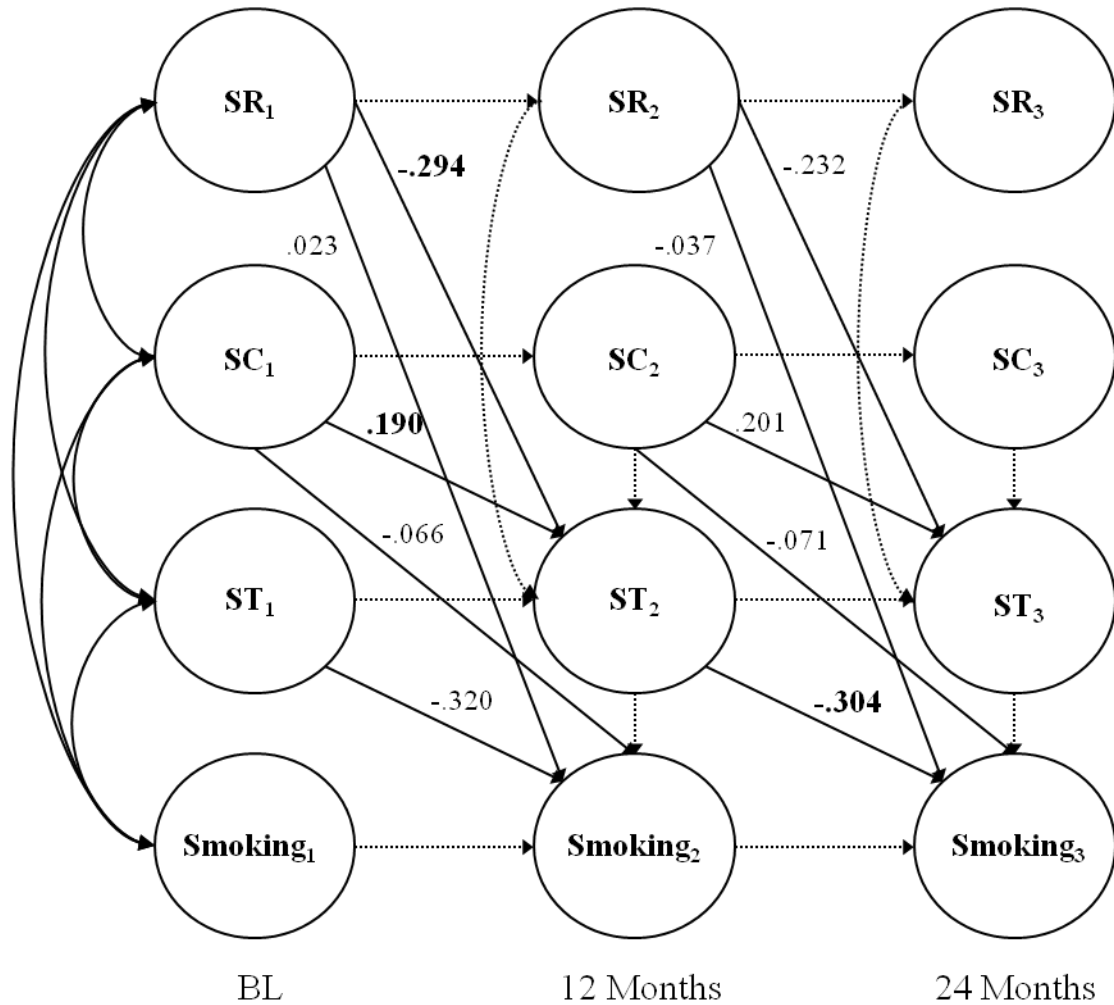 SR₁ SR₂ SR₃
-.294 -.232
.023 -.037
SC₁ SC₂ SC₃
.190 .201
-.066 -.071
ST₁ ST₂ ST₃
-.320 -.304
Smoking₁ Smoking₂ Smoking₃
BL 12 Months 24 Months